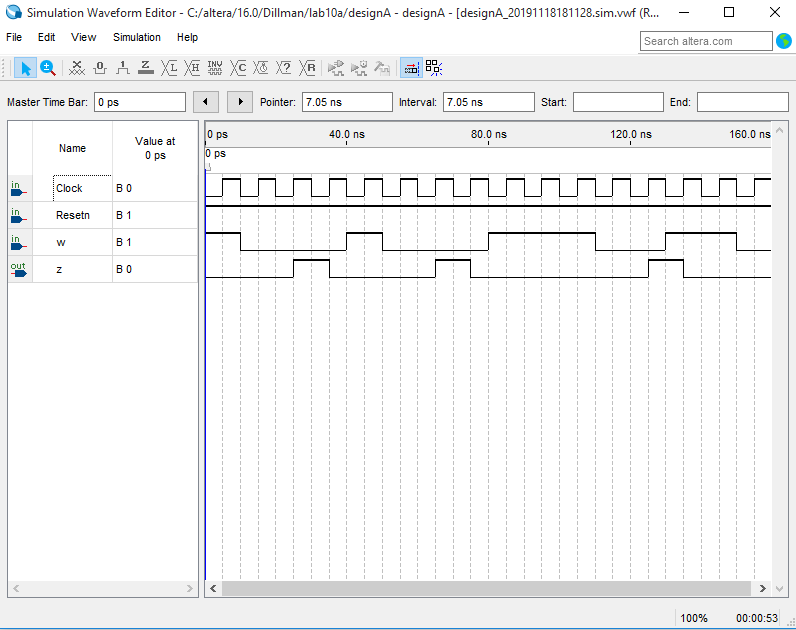 Simulation Waveform Editor - C:/altera/16.0/Dillman/lab10a/designA - designA - [designA_20191118181128.sim.vwf (R...
File Edit View Simulation Help
Search altera.com
Master Time Bar: 0 ps Pointer: 7.05 ns Interval: 7.05 ns Start: End:
Name Value at 0 ps
0 ps 40.0 ns 80.0 ns 120.0 ns 160.0 ns
0 ps
in Clock B 0
in Resetn B 1
in w B 1
out z B 0
100% 00:00:53